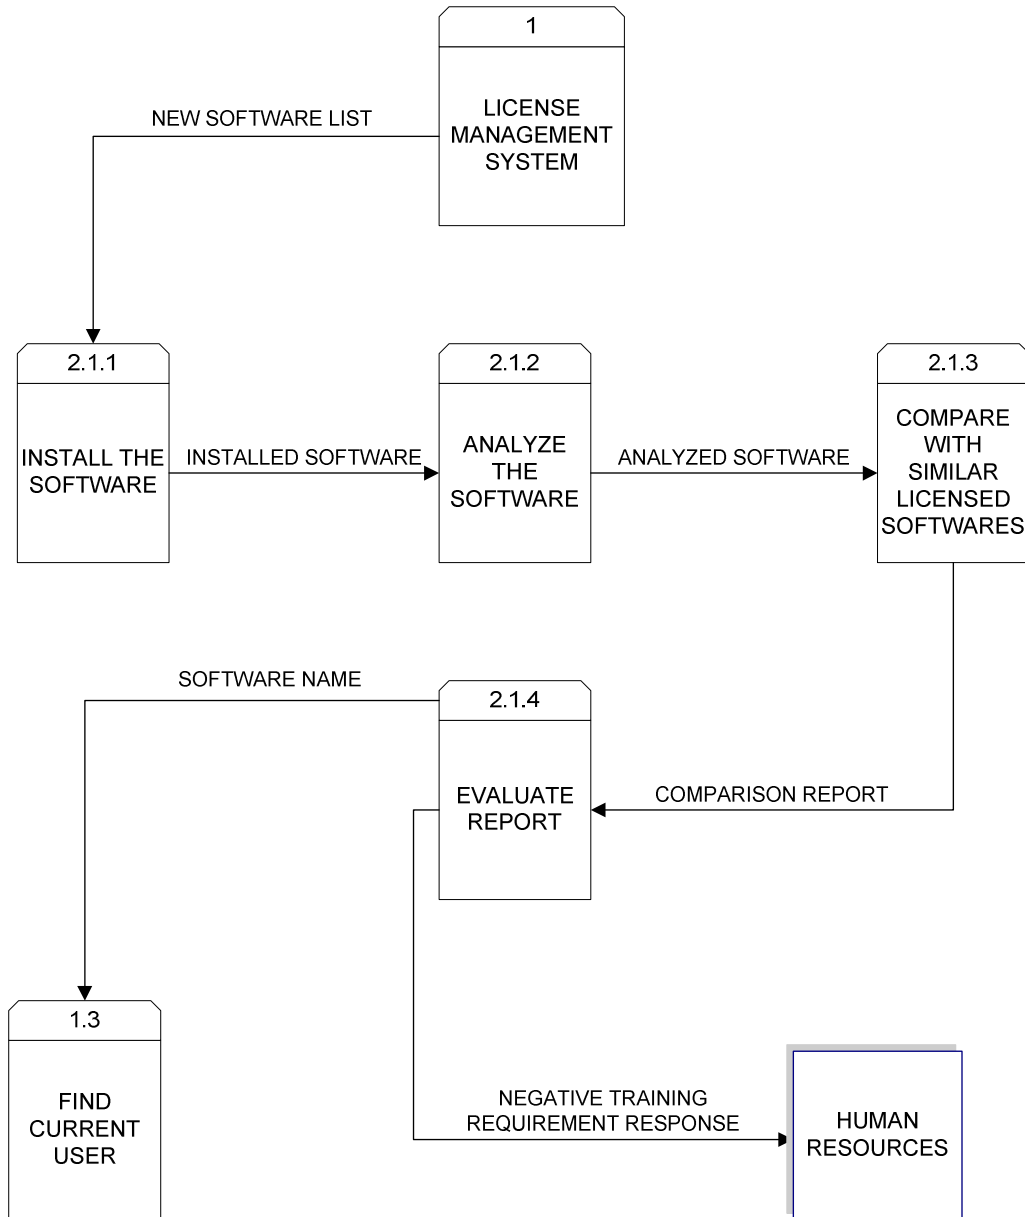 1
LICENSE
MANAGEMENT
SYSTEM
NEW SOFTWARE LIST
2.1.1
INSTALL THE
SOFTWARE
INSTALLED SOFTWARE
2.1.2
ANALYZE
THE
SOFTWARE
ANALYZED SOFTWARE
2.1.3
COMPARE
WITH
SIMILAR
LICENSED
SOFTWARES
SOFTWARE NAME
2.1.4
EVALUATE
REPORT
COMPARISON REPORT
1.3
FIND
CURRENT
USER
NEGATIVE TRAINING
REQUIREMENT RESPONSE
HUMAN
RESOURCES